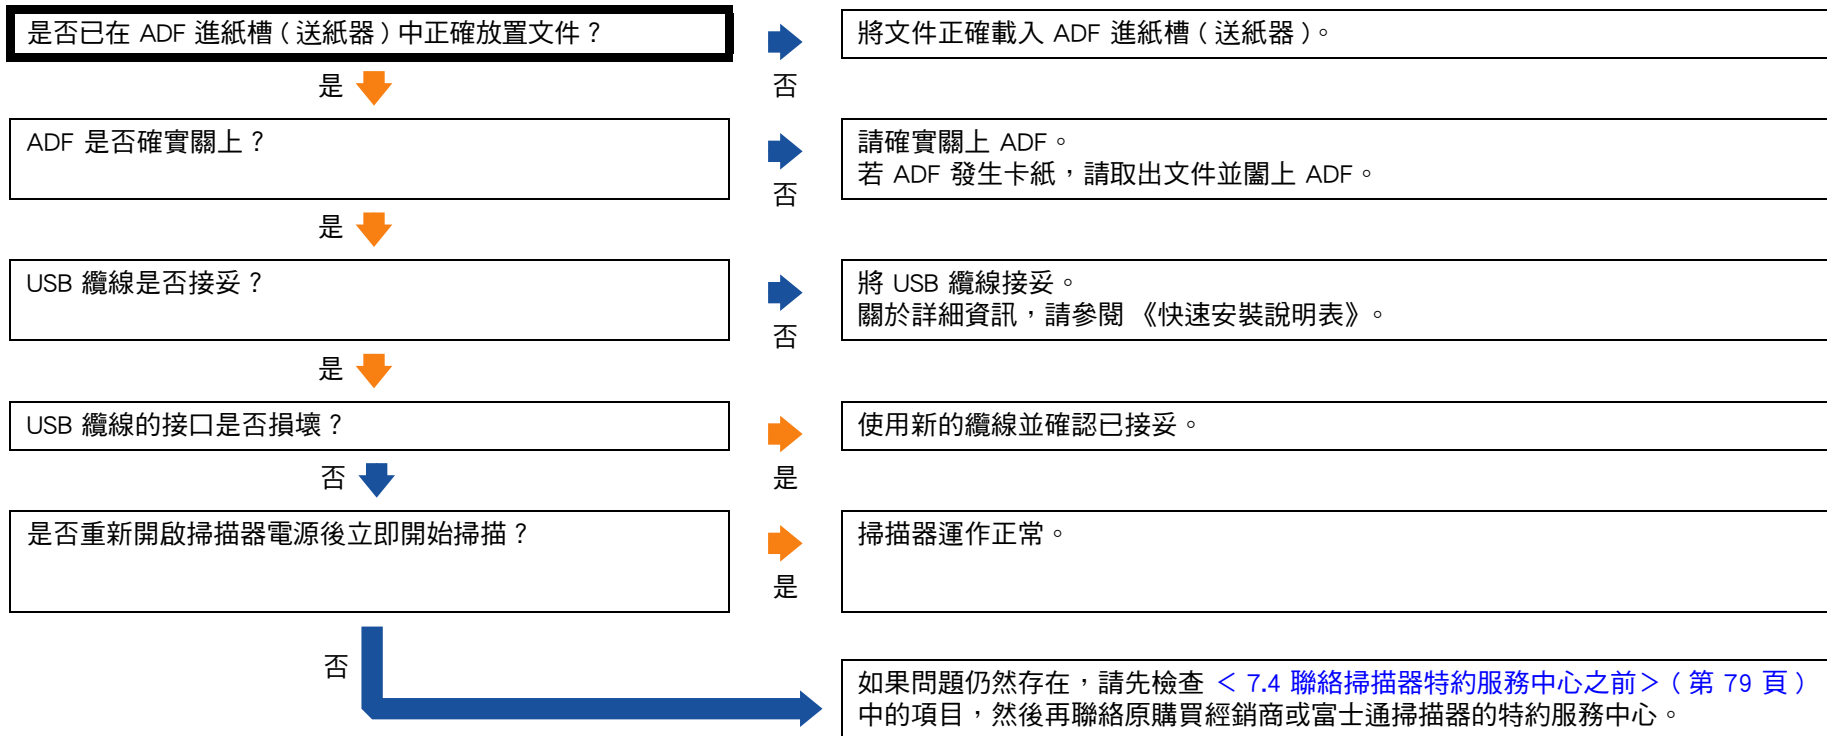 是否已在 ADF 進紙槽 ( 送紙器 ) 中正確放置文件？
否
將文件正確載入 ADF 進紙槽 ( 送紙器 )。
是
ADF 是否確實關上？
否
請確實關上 ADF。
若 ADF 發生卡紙，請取出文件並闔上 ADF。
是
USB 纜線是否接妥？
否
將 USB 纜線接妥。
關於詳細資訊，請參閱 《快速安裝說明表》。
是
USB 纜線的接口是否損壞？
是
使用新的纜線並確認已接妥。
否
是否重新開啟掃描器電源後立即開始掃描？
是
掃描器運作正常。
否
如果問題仍然存在，請先檢查 ＜ 7.4 聯絡掃描器特約服務中心之前＞ ( 第 79 頁 )
中的項目，然後再聯絡原購買經銷商或富士通掃描器的特約服務中心。